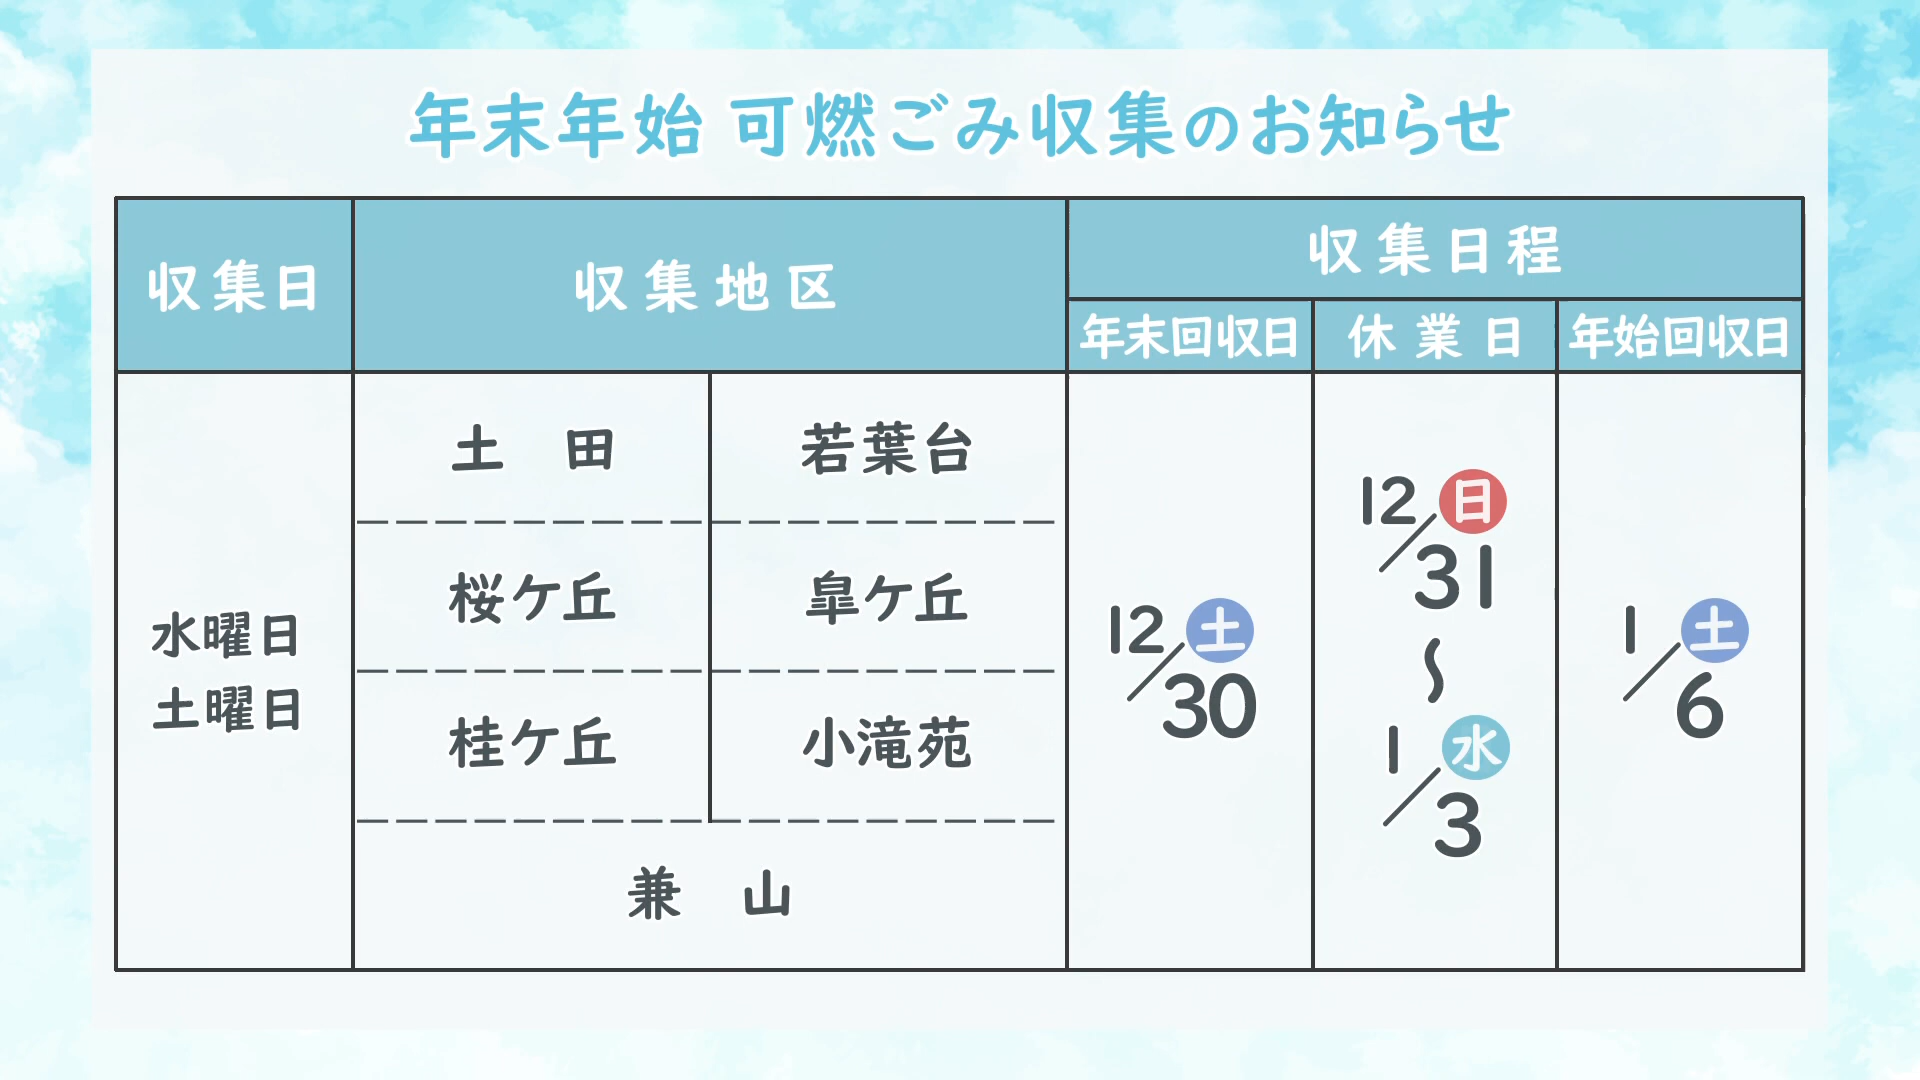 年末年始 可燃ごみ収集のお知らせ
収集日
収集地区
収集日程
年末回収日
休業日
年始回収日
水曜日
土曜日
土田
若葉台
桜ケ丘
皐ケ丘
桂ケ丘
小滝苑
兼山
12/30 土
12/31 日
〜
1/3 水
1/6 土